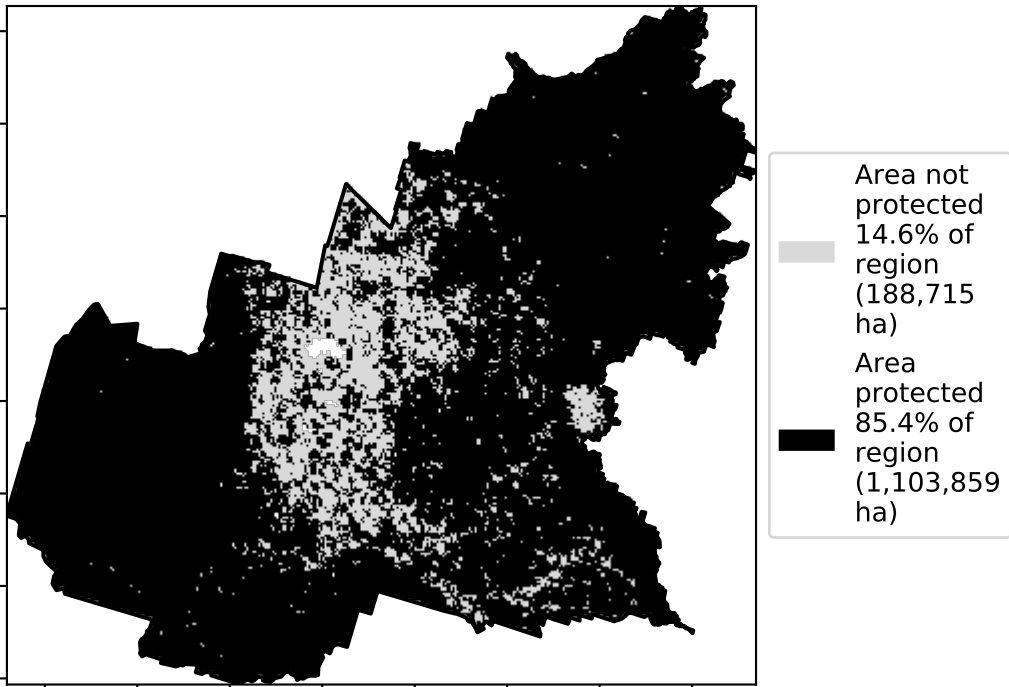 Area not
protected
14.6% of
region
(188,715
ha)
Area
protected
85.4% of
region
(1,103,859
ha)